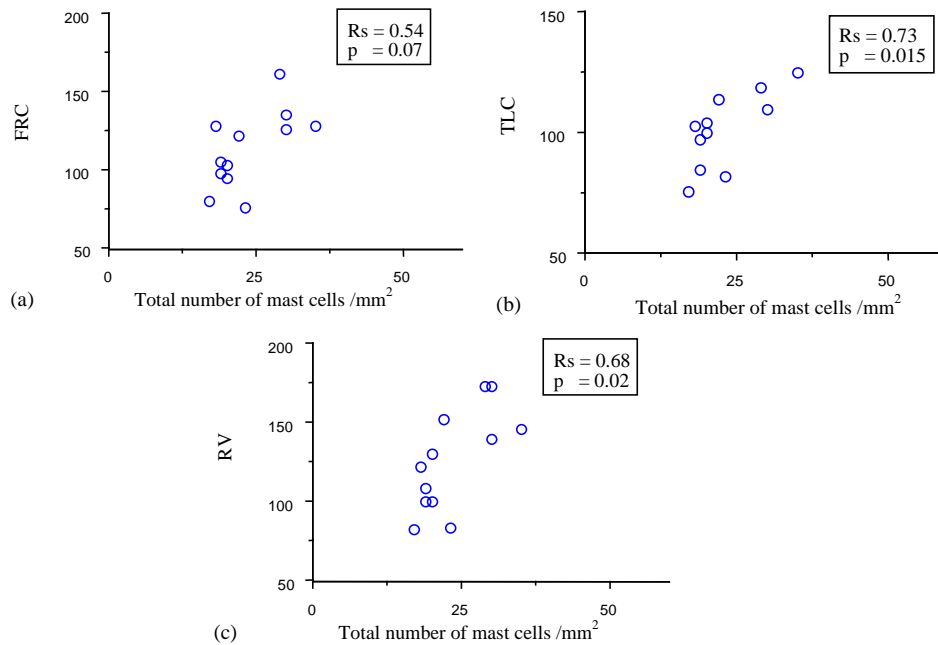 200
150
100
50
FRC
Rs = 0.54
p = 0.07
0 25 50
Total number of mast cells /mm²
(a)
150
100
50
TLC
Rs = 0.73
p = 0.015
0 25 50
Total number of mast cells /mm²
(b)
200
150
100
50
RV
Rs = 0.68
p = 0.02
0 25 50
Total number of mast cells /mm²
(c)